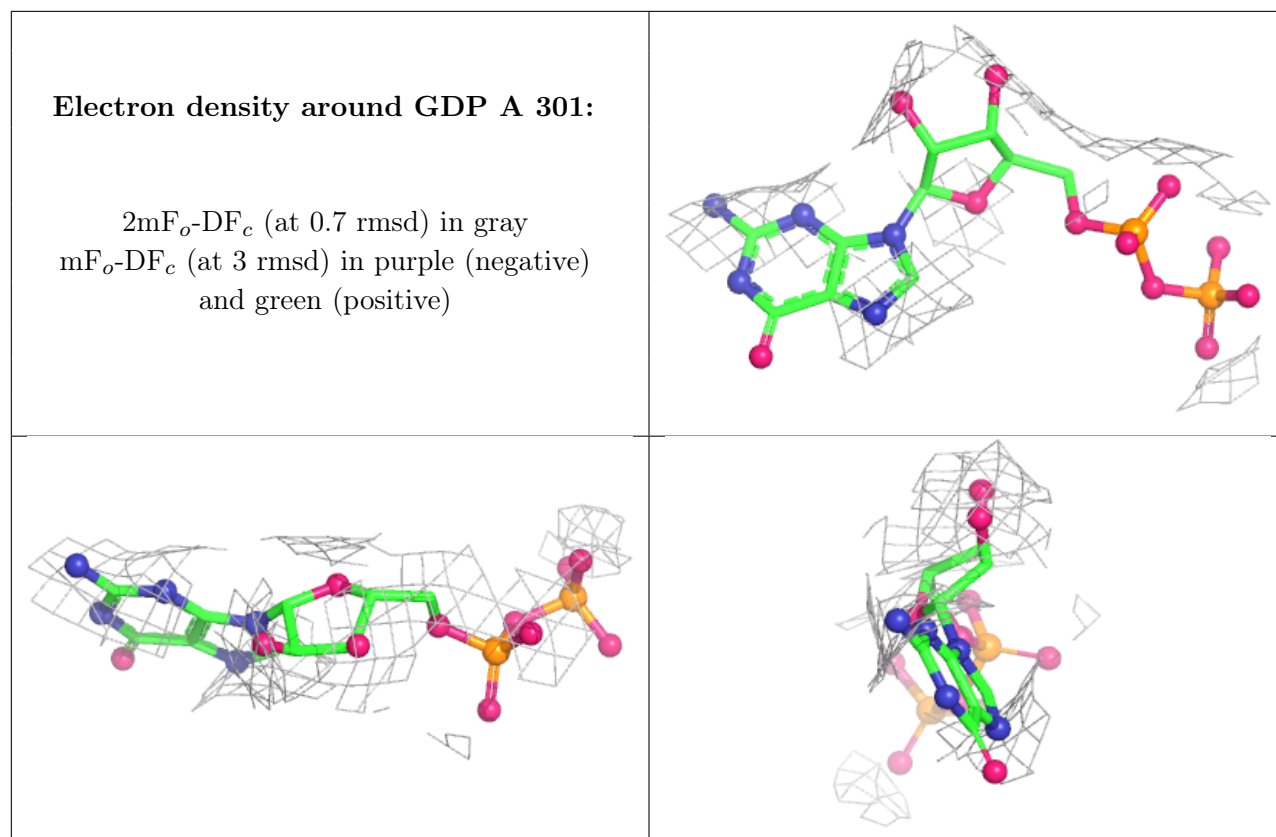 Electron density around GDP A 301:
2mFo-DFc (at 0.7 rmsd) in gray
mFo-DFc (at 3 rmsd) in purple (negative)
and green (positive)